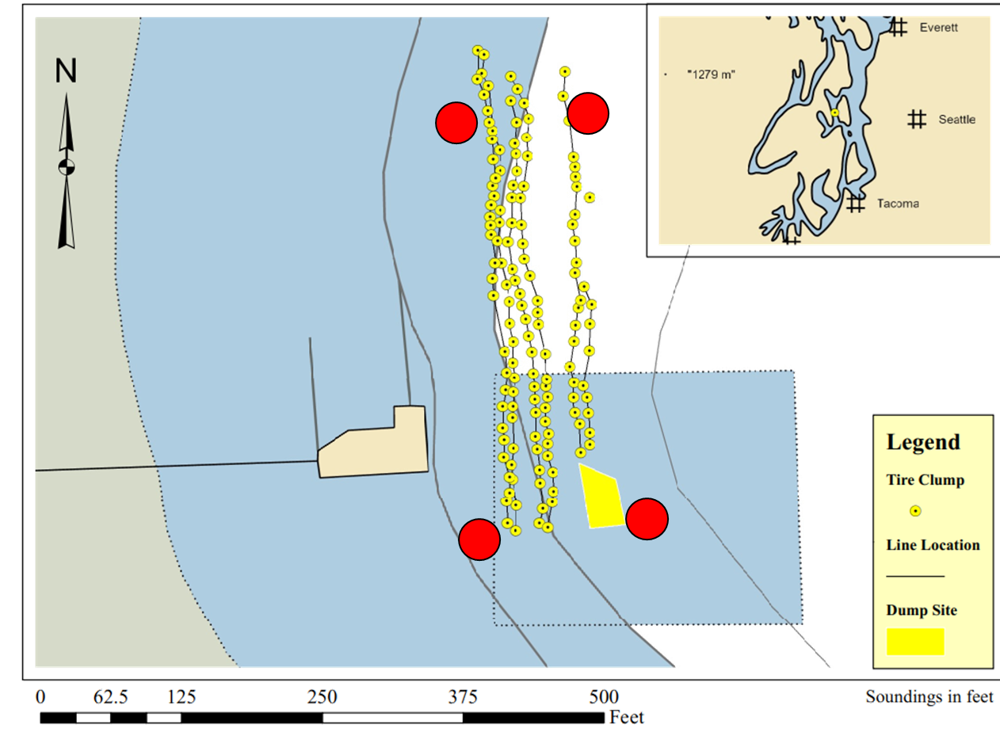 N
Everett
"1279 m"
Seattle
Tacoma
Legend
Tire Clump
Line Location
Dump Site
0 62.5 125 250 375 500
Feet
Soundings in feet